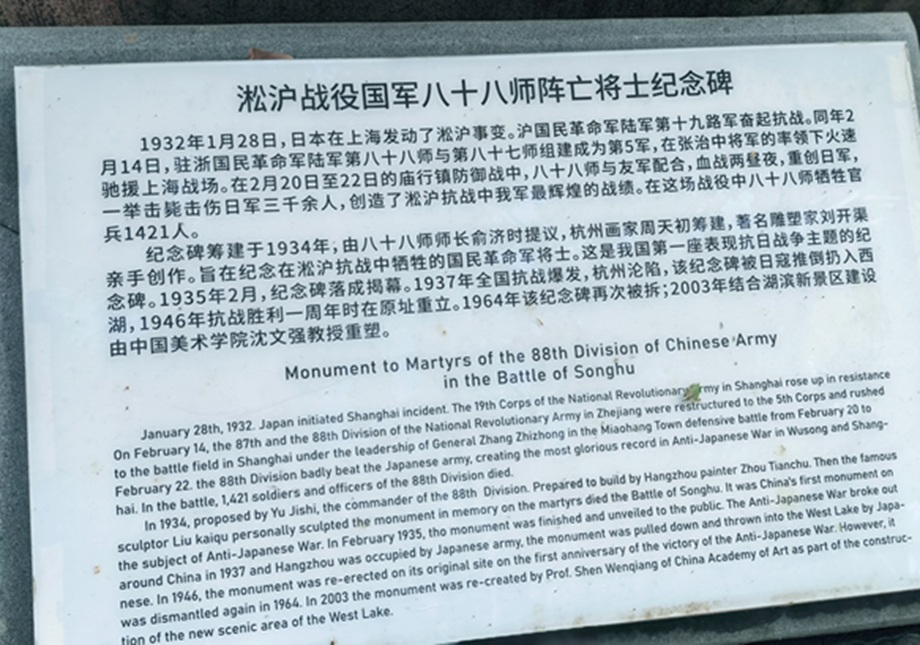 淞沪战役国军八十八师阵亡将士纪念碑
1932年1月28日，日本在上海发动了淞沪事变。沪国民革命军陆军第十九路军奋起抗战。同年2
月14日，驻浙国民革命军陆军第八十八师与第八十七师组建成为第5军，在张治中将军的率领下火速
驰援上海战场。在2月20日至22日的庙行镇防御战中，八十八师与友军配合，血战两昼夜，重创日军，
一举击毙击伤日军三千余人，创造了淞沪抗战中我军最辉煌的战绩。在这场战役中八十八师牺牲官
兵1421人。
纪念碑筹建于1934年，由八十八师师长俞济时提议，杭州画家周天初筹建，著名雕塑家刘开渠
亲手创作。旨在纪念在淞沪抗战中牺牲的国民革命军将士。这是我国第一座表现抗日战争主题的纪
念碑。1935年2月，纪念碑落成揭幕。1937年全国抗战爆发，杭州沦陷，该纪念碑被日寇推倒扔入西
湖，1946年抗战胜利一周年时在原址重立。1964年该纪念碑再次被拆；2003年结合湖滨新景区建设
由中国美术学院沈文强教授重塑。
Monument to Martyrs of the 88th Division of Chinese Army
in the Battle of Songhu
January 28th, 1932. Japan initiated Shanghai incident. The 19th Corps of the National Revolutionary Army in Shanghai rose up in resistance
On February 14, the 87th and the 88th Division of the National Revolutionary Army in Zhejiang were restructured to the 5th Corps and rushed
to the battle field in Shanghai under the leadership of General Zhang Zhizhong in the Miaohang Town defensive battle from February 20 to
February 22. the 88th Division badly beat the Japanese army, creating the most glorious record in Anti-Japanese War in Wusong and Shang-
hai. In the battle, 1,421 soldiers and officers of the 88th Division died.
In 1934, proposed by Yu Jishi, the commander of the 88th Division. Prepared to build by Hangzhou painter Zhou Tianchu. Then the famous
sculptor Liu kaiqu personally sculpted the monument in memory on the martyrs died the Battle of Songhu. It was China's first monument on
the subject of Anti-Japanese War. In February 1935, tho monument was finished and unveiled to the public. The Anti-Japanese War broke out
around China in 1937 and Hangzhou was occupied by Japanese army, the monument was pulled down and thrown into the West Lake by Japa-
nese. In 1946, the monument was re-erected on its original site on the first anniversary of the victory of the Anti-Japanese War. However, it
was dismantled again in 1964. In 2003 the monument was re-created by Prof. Shen Wenqiang of China Academy of Art as part of the construc-
tion of the new scenic area of the West Lake.